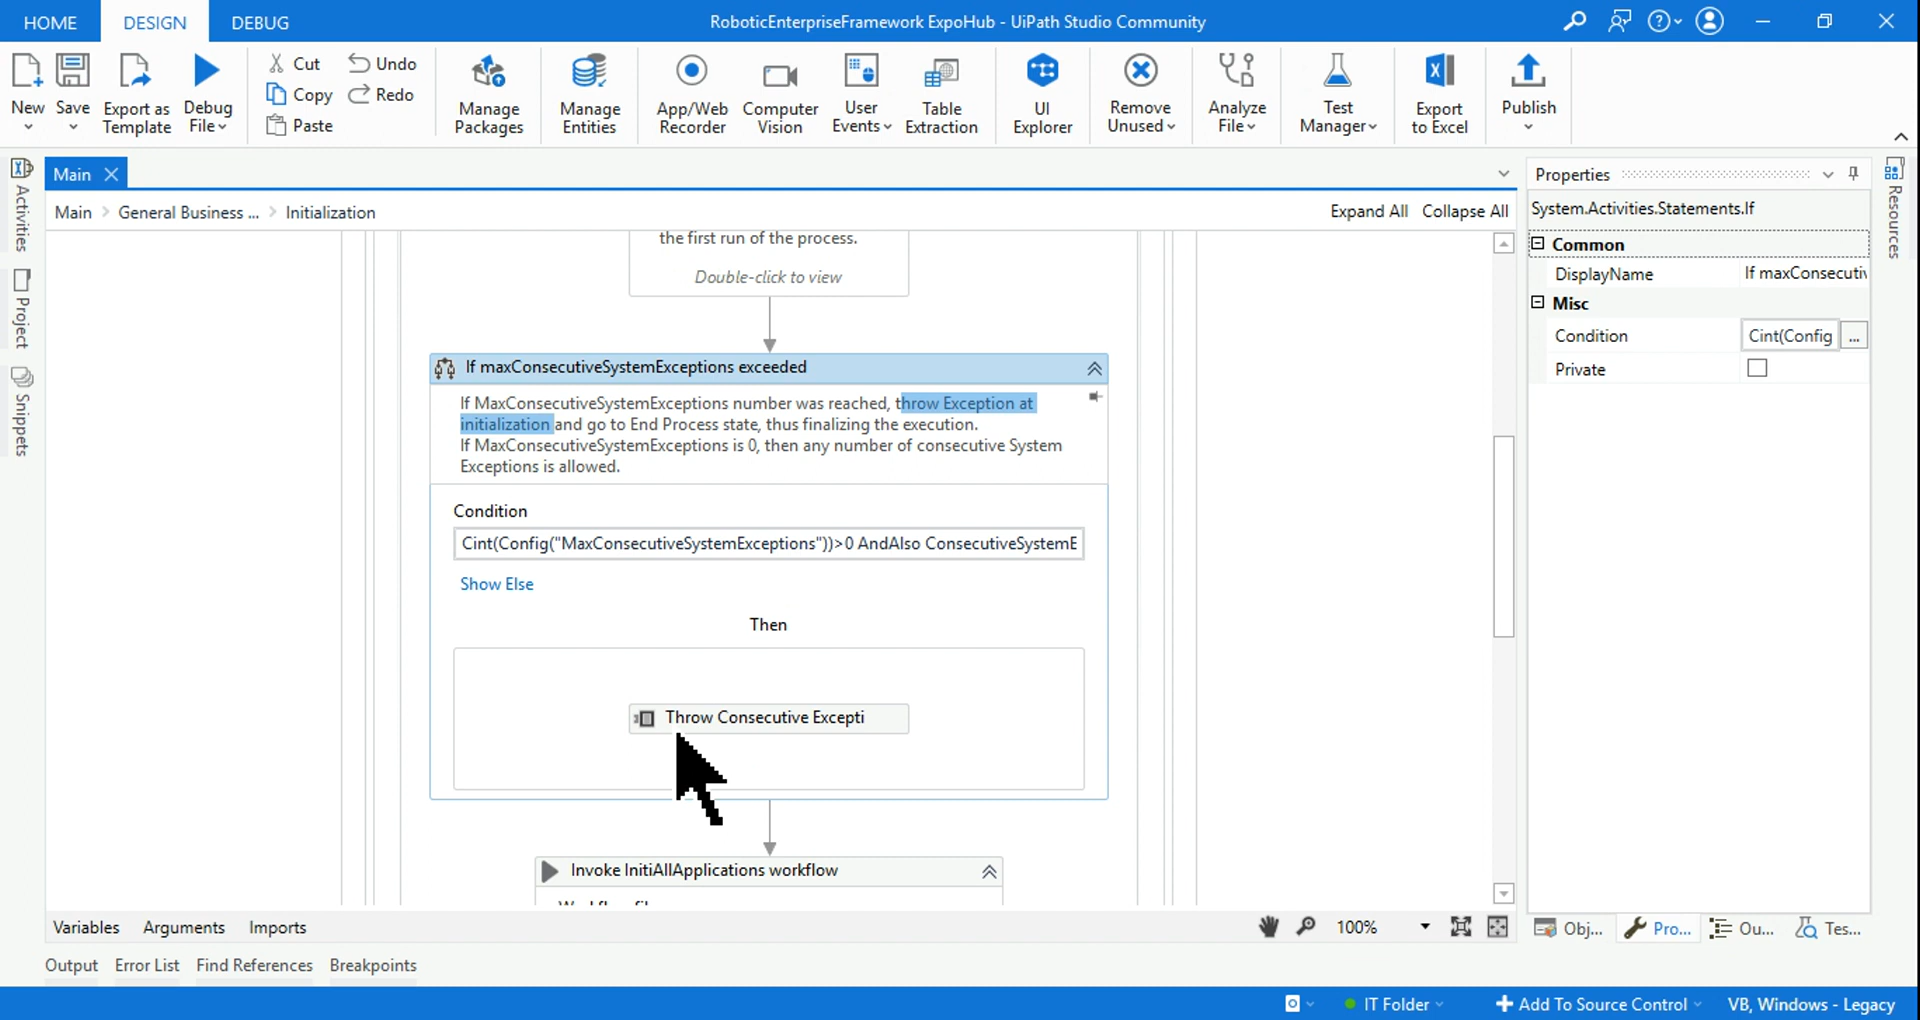 HOME
DESIGN
DEBUG
RoboticEnterpriseFramework ExpoHub - UiPath Studio Community
New
Save
Export as
Template
Debug
File
Cut
Copy
Paste
Undo
Redo
Manage
Packages
Manage
Entities
App/Web
Recorder
Computer
Vision
User
Events
Table
Extraction
UI
Explorer
Remove
Unused
Analyze
File
Test
Manager
Export
to Excel
Publish
Activities
Project
Snippets
Main
Main > General Business ... > Initialization
Expand All
Collapse All
the first run of the process.
Double-click to view
If maxConsecutiveSystemExceptions exceeded
If MaxConsecutiveSystemExceptions number was reached, throw Exception at
initialization and go to End Process state, thus finalizing the execution.
If MaxConsecutiveSystemExceptions is 0, then any number of consecutive System
Exceptions is allowed.
Condition
Cint(Config("MaxConsecutiveSystemExceptions"))>0 AndAlso ConsecutiveSystemE
Show Else
Then
Throw Consecutive Excepti
Invoke InitiAllApplications workflow
Properties
System.Activities.Statements.If
Common
DisplayName
If maxConsecutiv
Misc
Condition
Cint(Config
...
Private
Resources
Variables
Arguments
Imports
100%
Obj...
Pro...
Ou...
Tes...
Output
Error List
Find References
Breakpoints
IT Folder
Add To Source Control
VB, Windows - Legacy